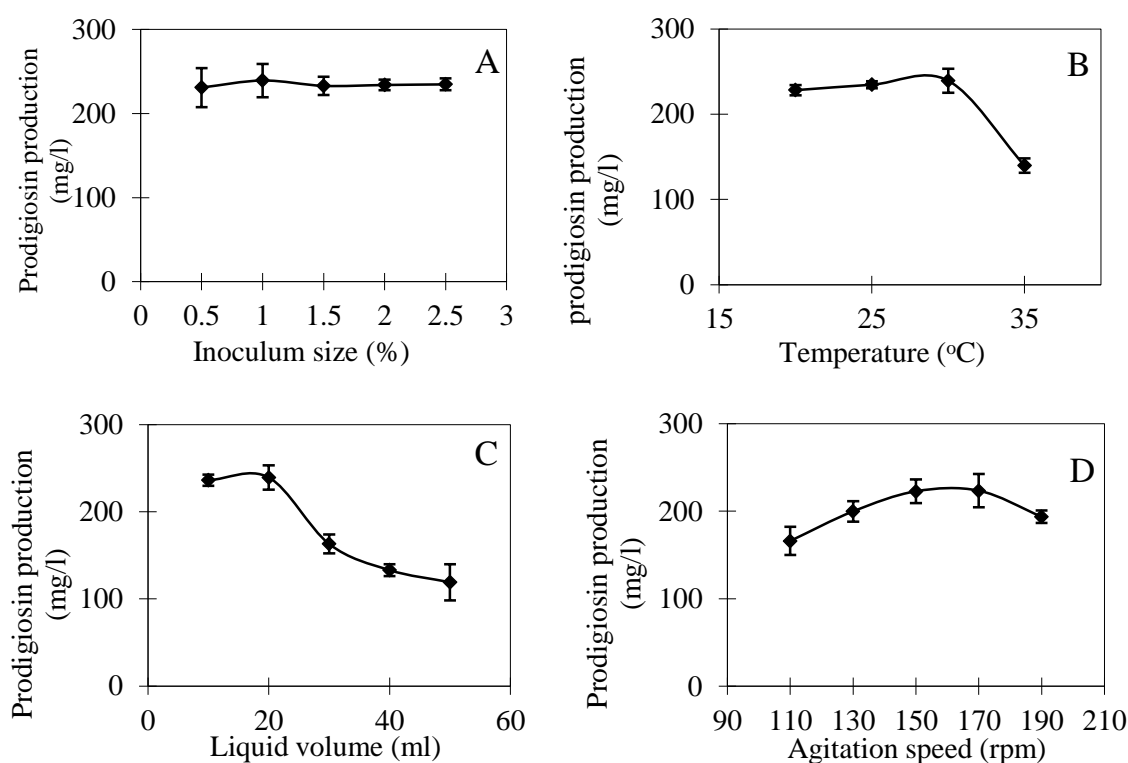 Prodigiosin production
(mg/l)
300
200
100
0
A
0 0.5 1 1.5 2 2.5 3
Inoculum size (%)
prodigiosin production
(mg/l)
300
200
100
0
B
15 25 35
Temperature (ºC)
Prodigiosin production
(mg/l)
300
200
100
0
C
0 20 40 60
Liquid volume (ml)
Prodigiosin production
(mg/l)
300
200
100
0
D
90 110 130 150 170 190 210
Agitation speed (rpm)